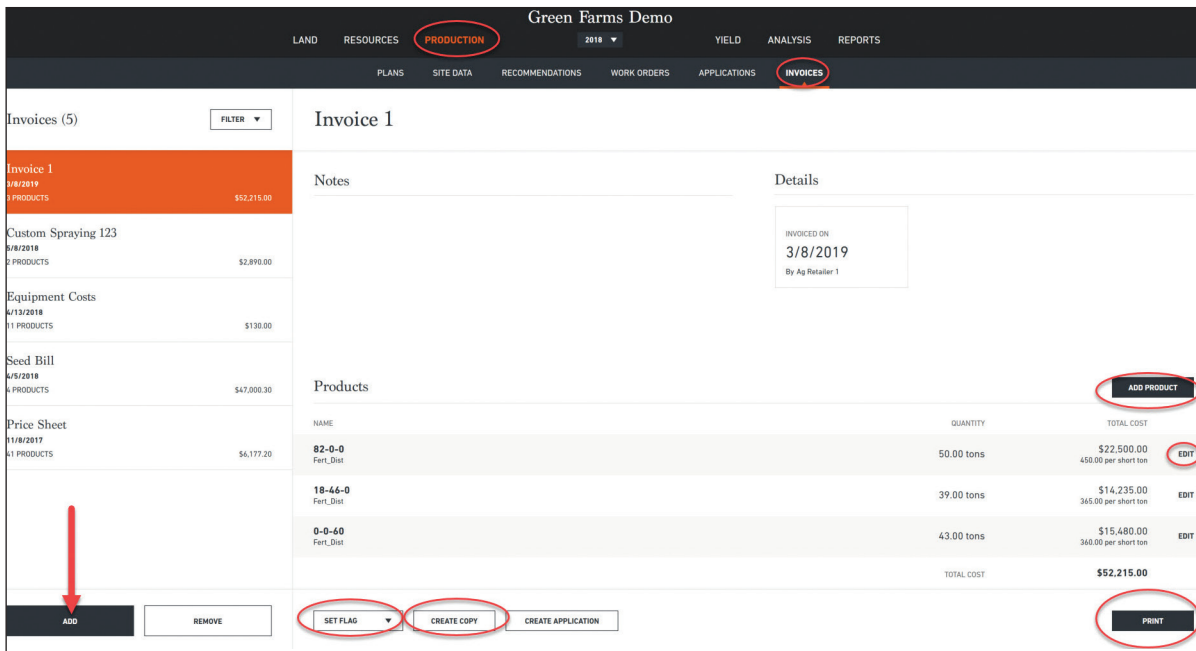 Green Farms Demo
LAND RESOURCES PRODUCTION 2018 YIELD ANALYSIS REPORTS
PLANS SITE DATA RECOMMENDATIONS WORK ORDERS APPLICATIONS INVOICES
Invoices (5) FILTER
Invoice 1
3/8/2019
3 PRODUCTS $52,215.00
Custom Spraying 123
5/8/2018
2 PRODUCTS $2,890.00
Equipment Costs
4/13/2018
11 PRODUCTS $130.00
Seed Bill
4/5/2018
4 PRODUCTS $47,000.30
Price Sheet
11/8/2017
41 PRODUCTS $6,177.20
ADD REMOVE
Invoice 1
Notes
Details
INVOICED ON
3/8/2019
By Ag Retailer 1
Products ADD PRODUCT
NAME QUANTITY TOTAL COST
82-0-0 50.00 tons $22,500.00 EDIT
Fert_Dist 450.00 per short ton
18-46-0 39.00 tons $14,235.00 EDIT
Fert_Dist 365.00 per short ton
0-0-60 43.00 tons $15,480.00 EDIT
Fert_Dist 360.00 per short ton
TOTAL COST $52,215.00
SET FLAG CREATE COPY CREATE APPLICATION PRINT